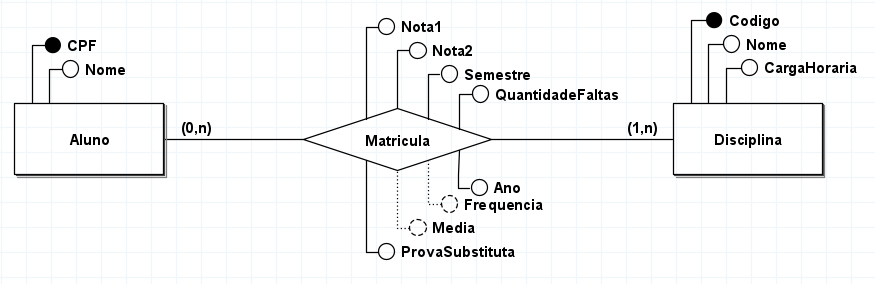 CPF
Nome
Aluno
(0,n)
Nota1
Nota2
Semestre
QuantidadeFaltas
Matricula
Ano
Frequencia
Media
ProvaSubstituta
(1,n)
Codigo
Nome
CargaHoraria
Disciplina